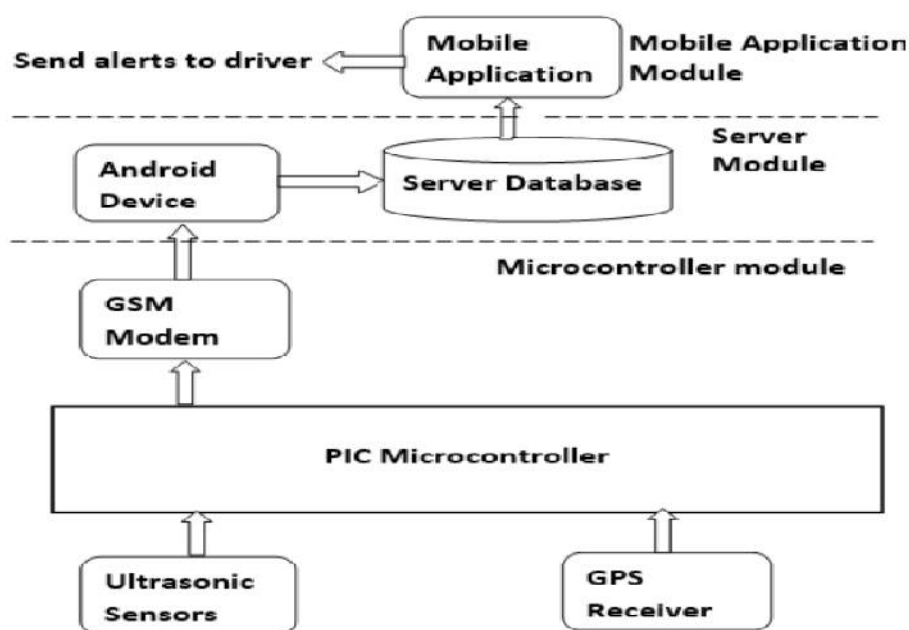 Mobile
Application
Mobile Application
Module
Send alerts to driver
Server
Module
Android
Device
Server Database
Microcontroller module
GSM
Modem
PIC Microcontroller
Ultrasonic
Sensors
GPS
Receiver